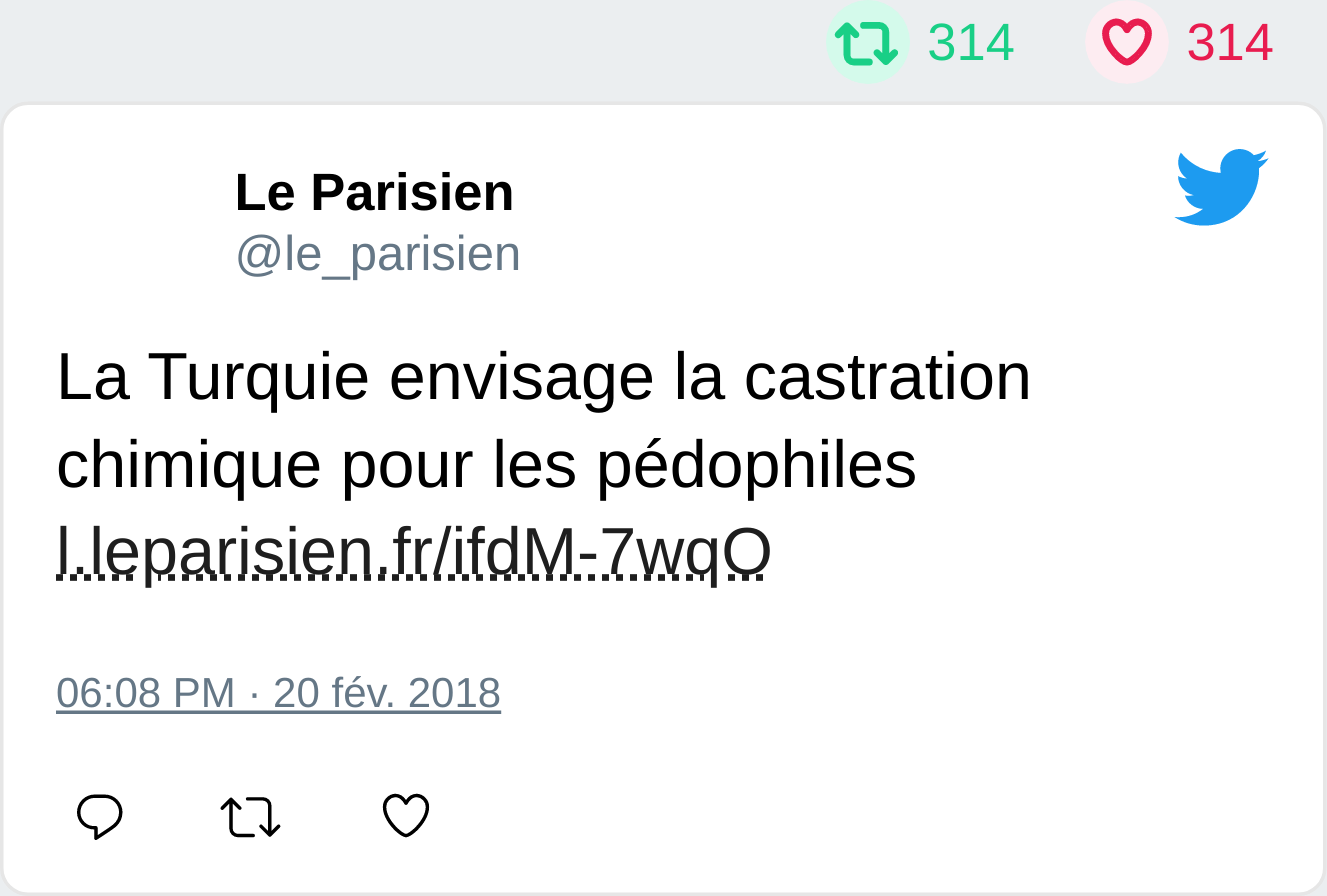 314 314
Le Parisien
@le_parisien
La Turquie envisage la castration
chimique pour les pédophiles
l.leparisien.fr/ifdM-7wqO
06:08 PM · 20 fév. 2018